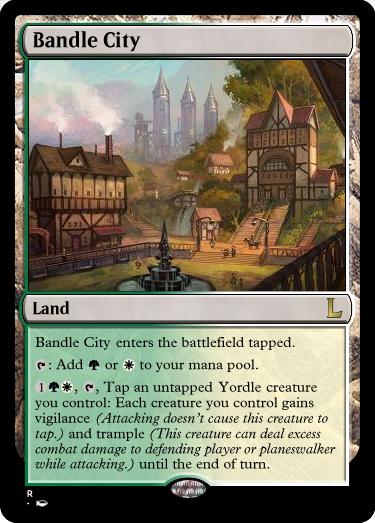 Bandle City
Land
L
Bandle City enters the battlefield tapped.
: Add or to your mana pool.
1 , , Tap an untapped Yordle creature
you control: Each creature you control gains
vigilance (Attacking doesn't cause this creature to
tap.) and trample (This creature can deal excess
combat damage to defending player or planeswalker
while attacking.) until the end of turn.
R